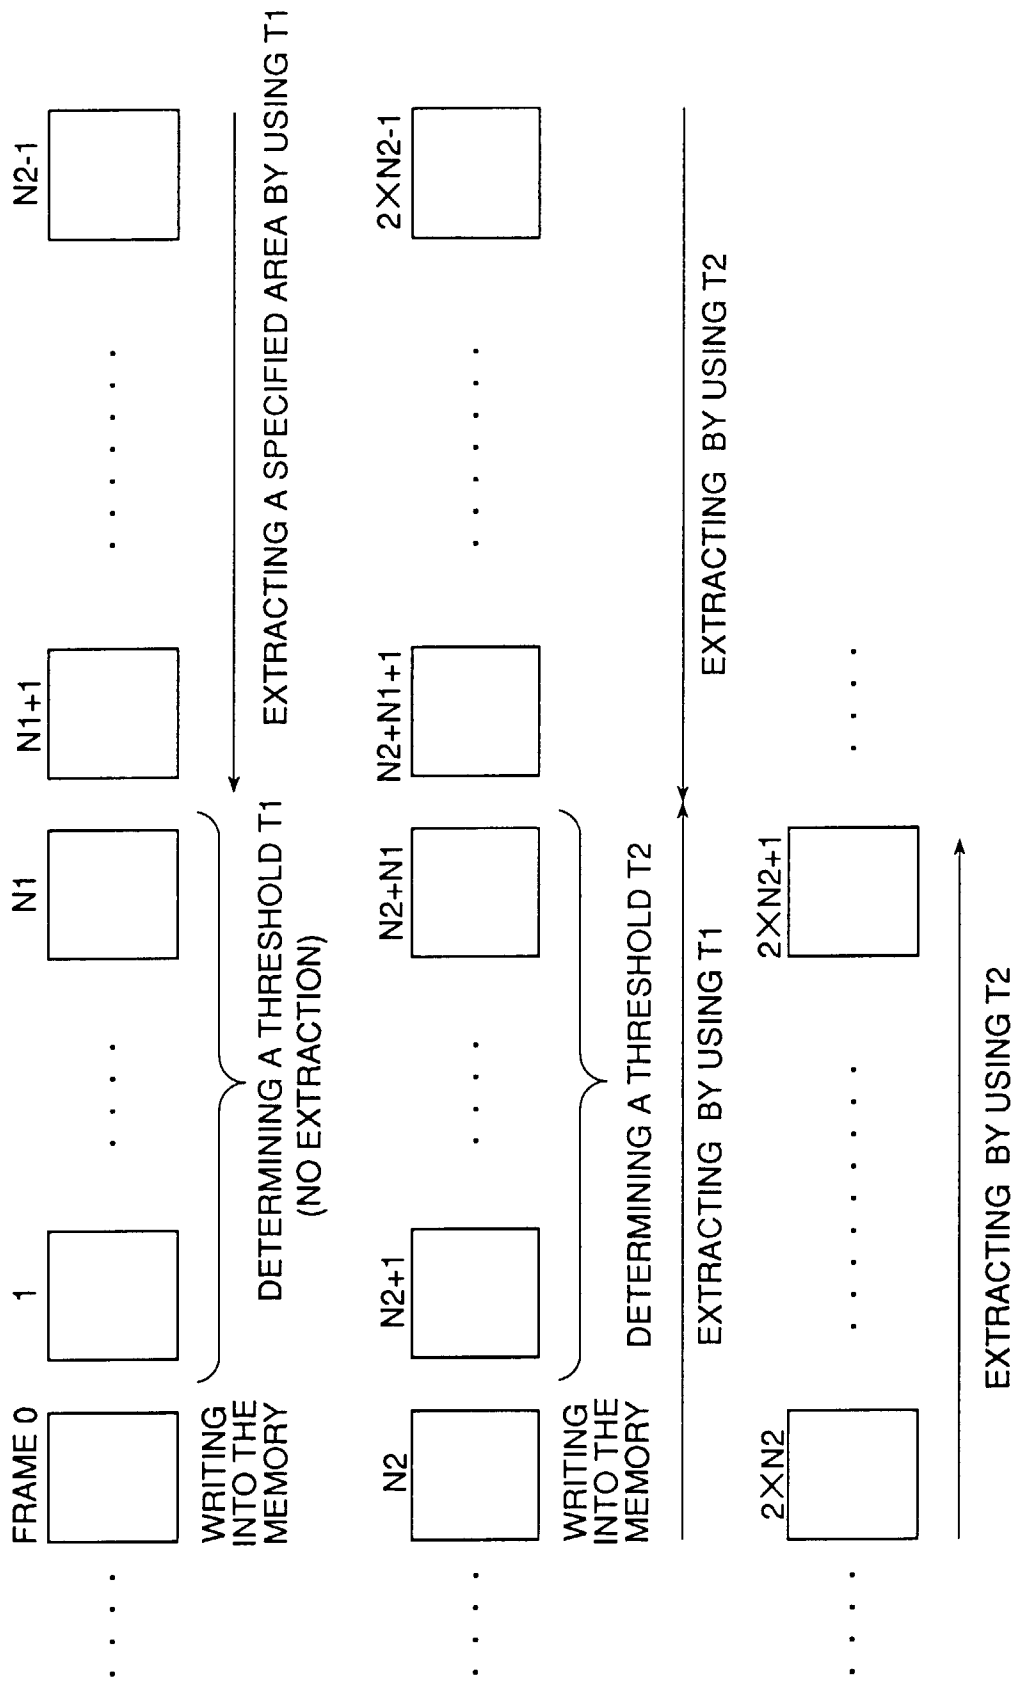 FRAME 0
1
N1
N1+1
N2-1
WRITING
INTO THE
MEMORY
DETERMINING A THRESHOLD T1
(NO EXTRACTION)
EXTRACTING A SPECIFIED AREA BY USING T1
N2
N2+1
N2+N1
N2+N1+1
2×N2-1
WRITING
INTO THE
MEMORY
DETERMINING A THRESHOLD T2
EXTRACTING BY USING T1
EXTRACTING BY USING T2
2×N2
2×N2+1
EXTRACTING BY USING T2